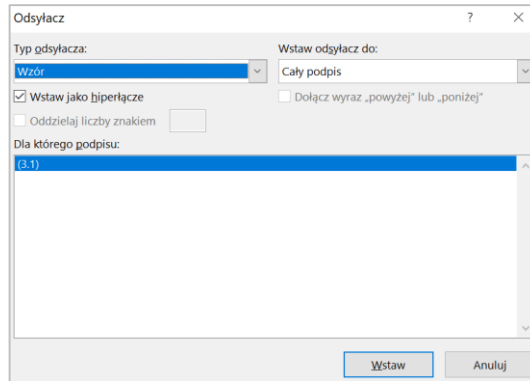 Odsyłacz ?
Typ odsyłacza: Wstaw odsyłacz do:
Wzór Cały podpis
Wstaw jako hiperłącze Dołącz wyraz „powyżej” lub „poniżej”
Oddzielaj liczby znakiem
Dla którego podpisu:
(3.1)
Wstaw Anuluj